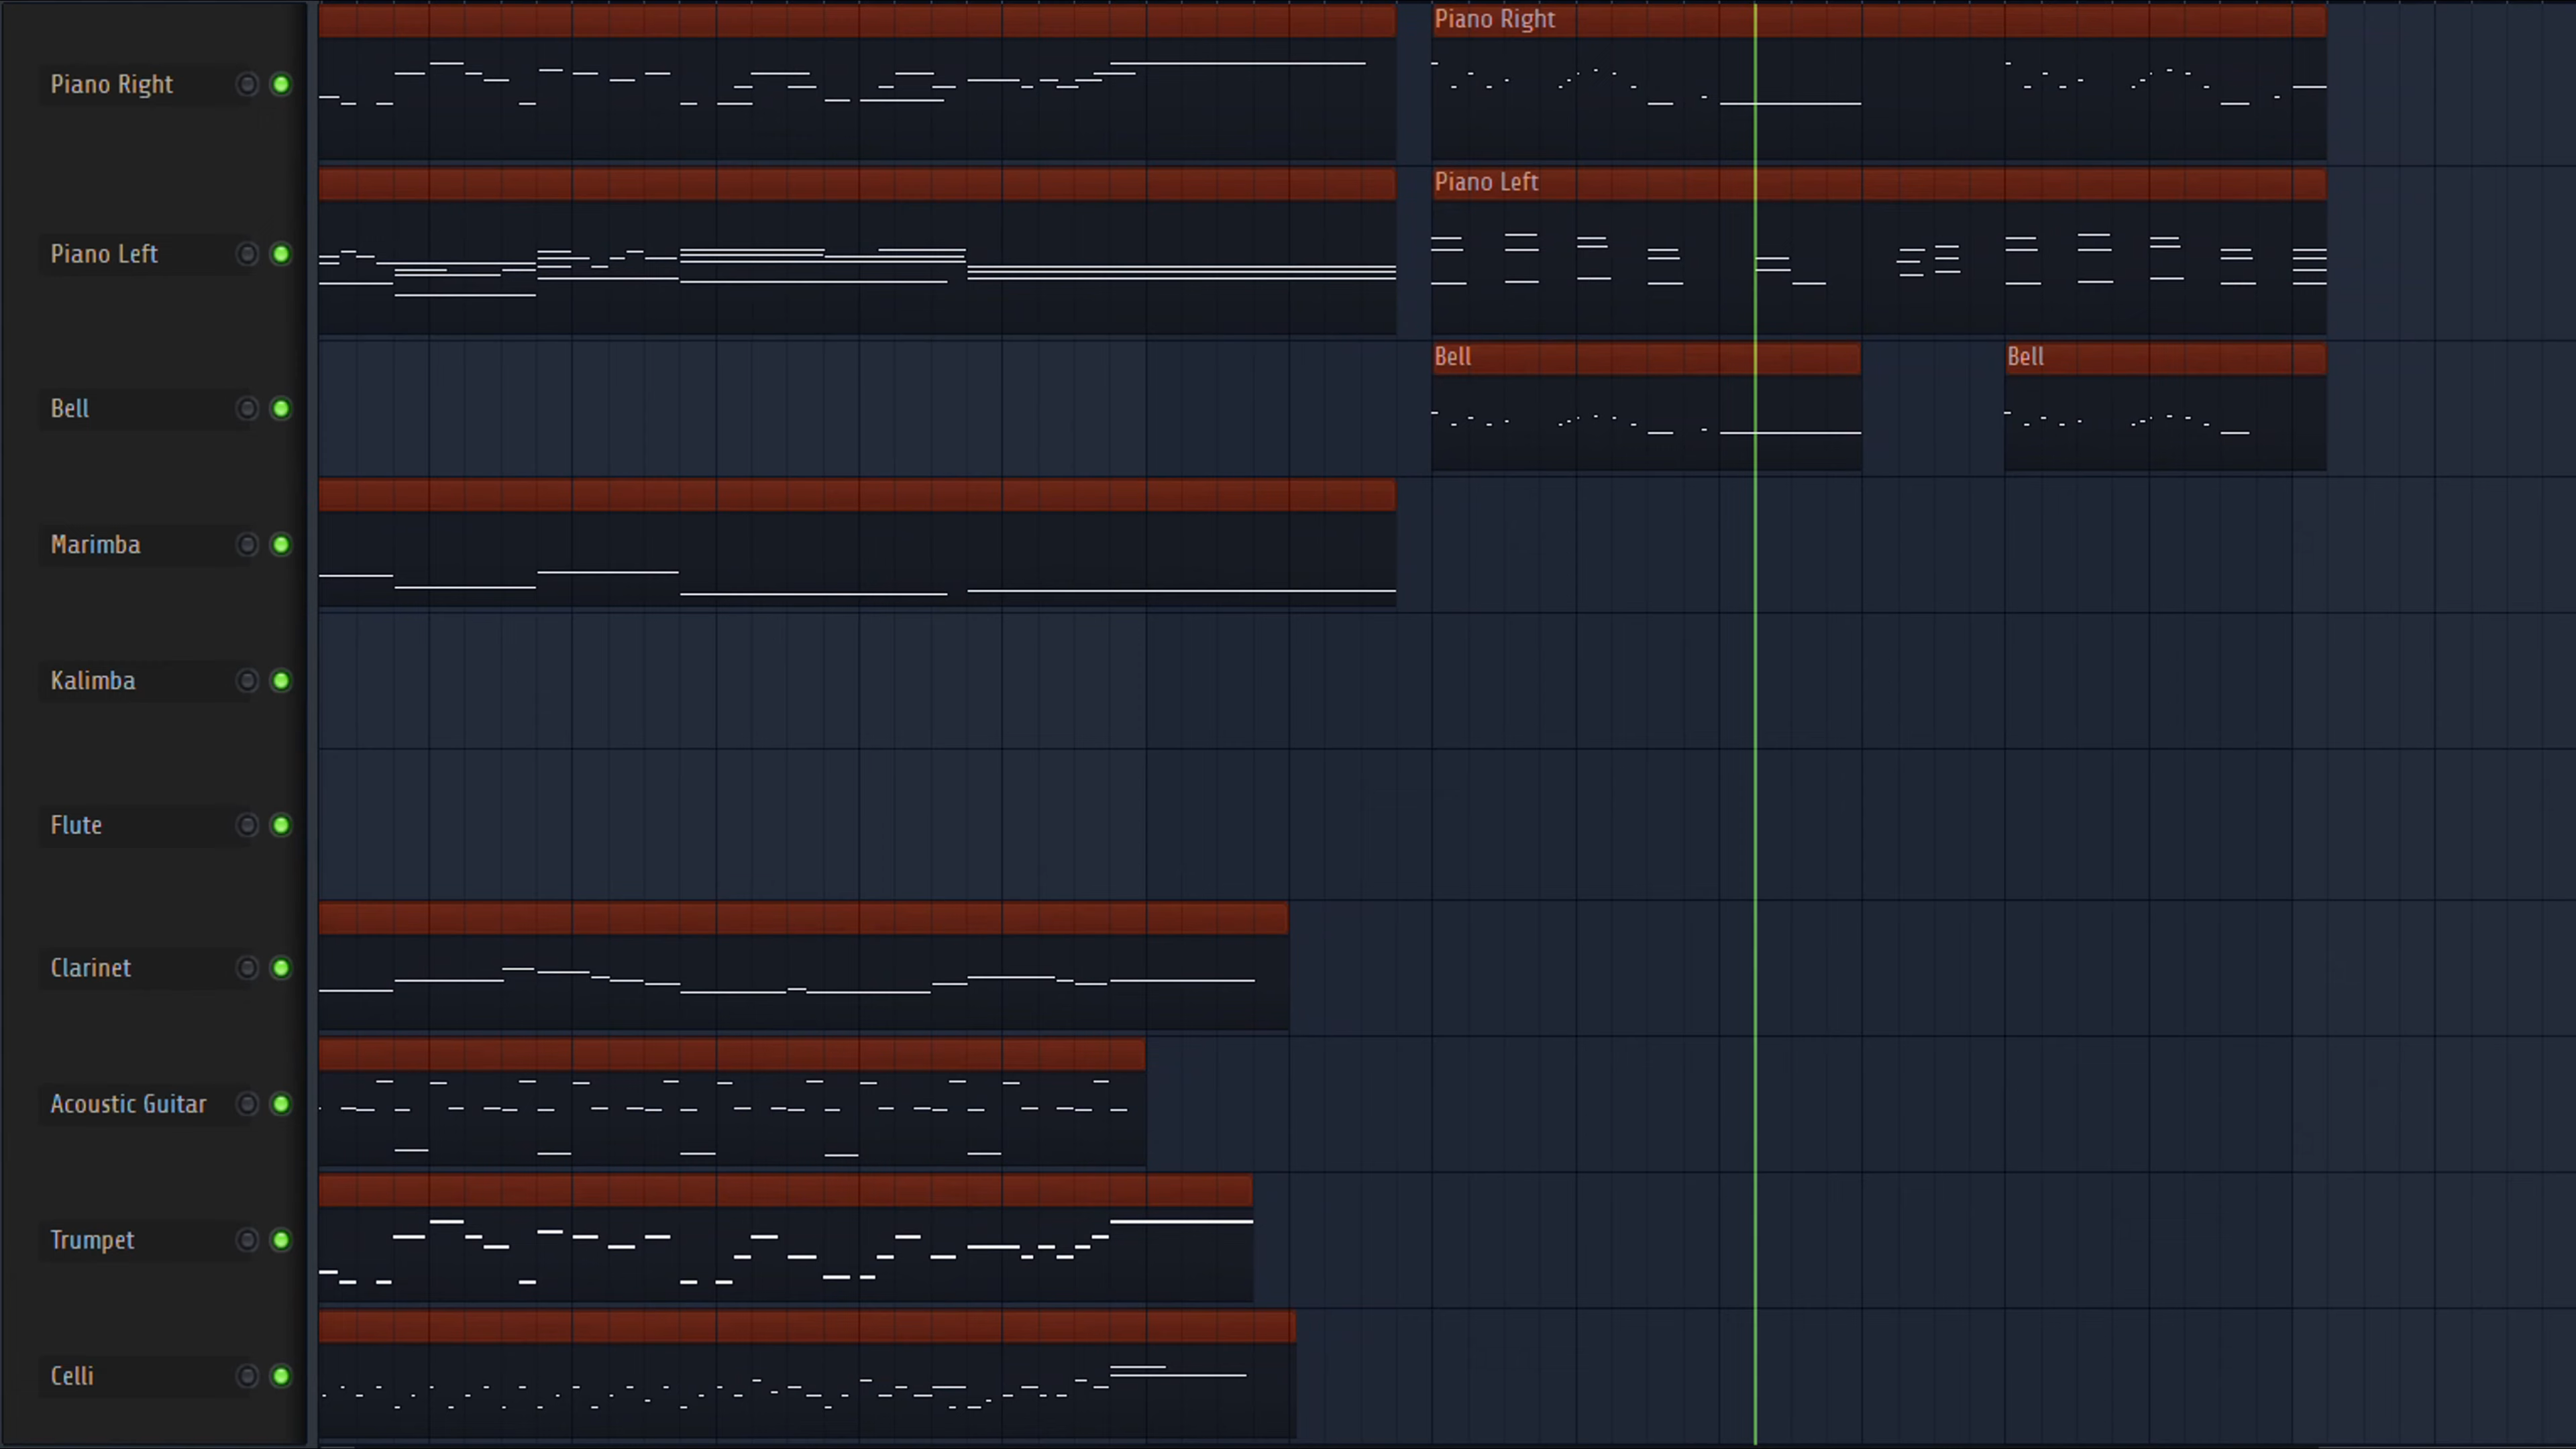 Piano Right
Piano Right
Piano Left
Piano Left
Bell
Bell
Bell
Marimba
Kalimba
Flute
Clarinet
Acoustic Guitar
Trumpet
Celli